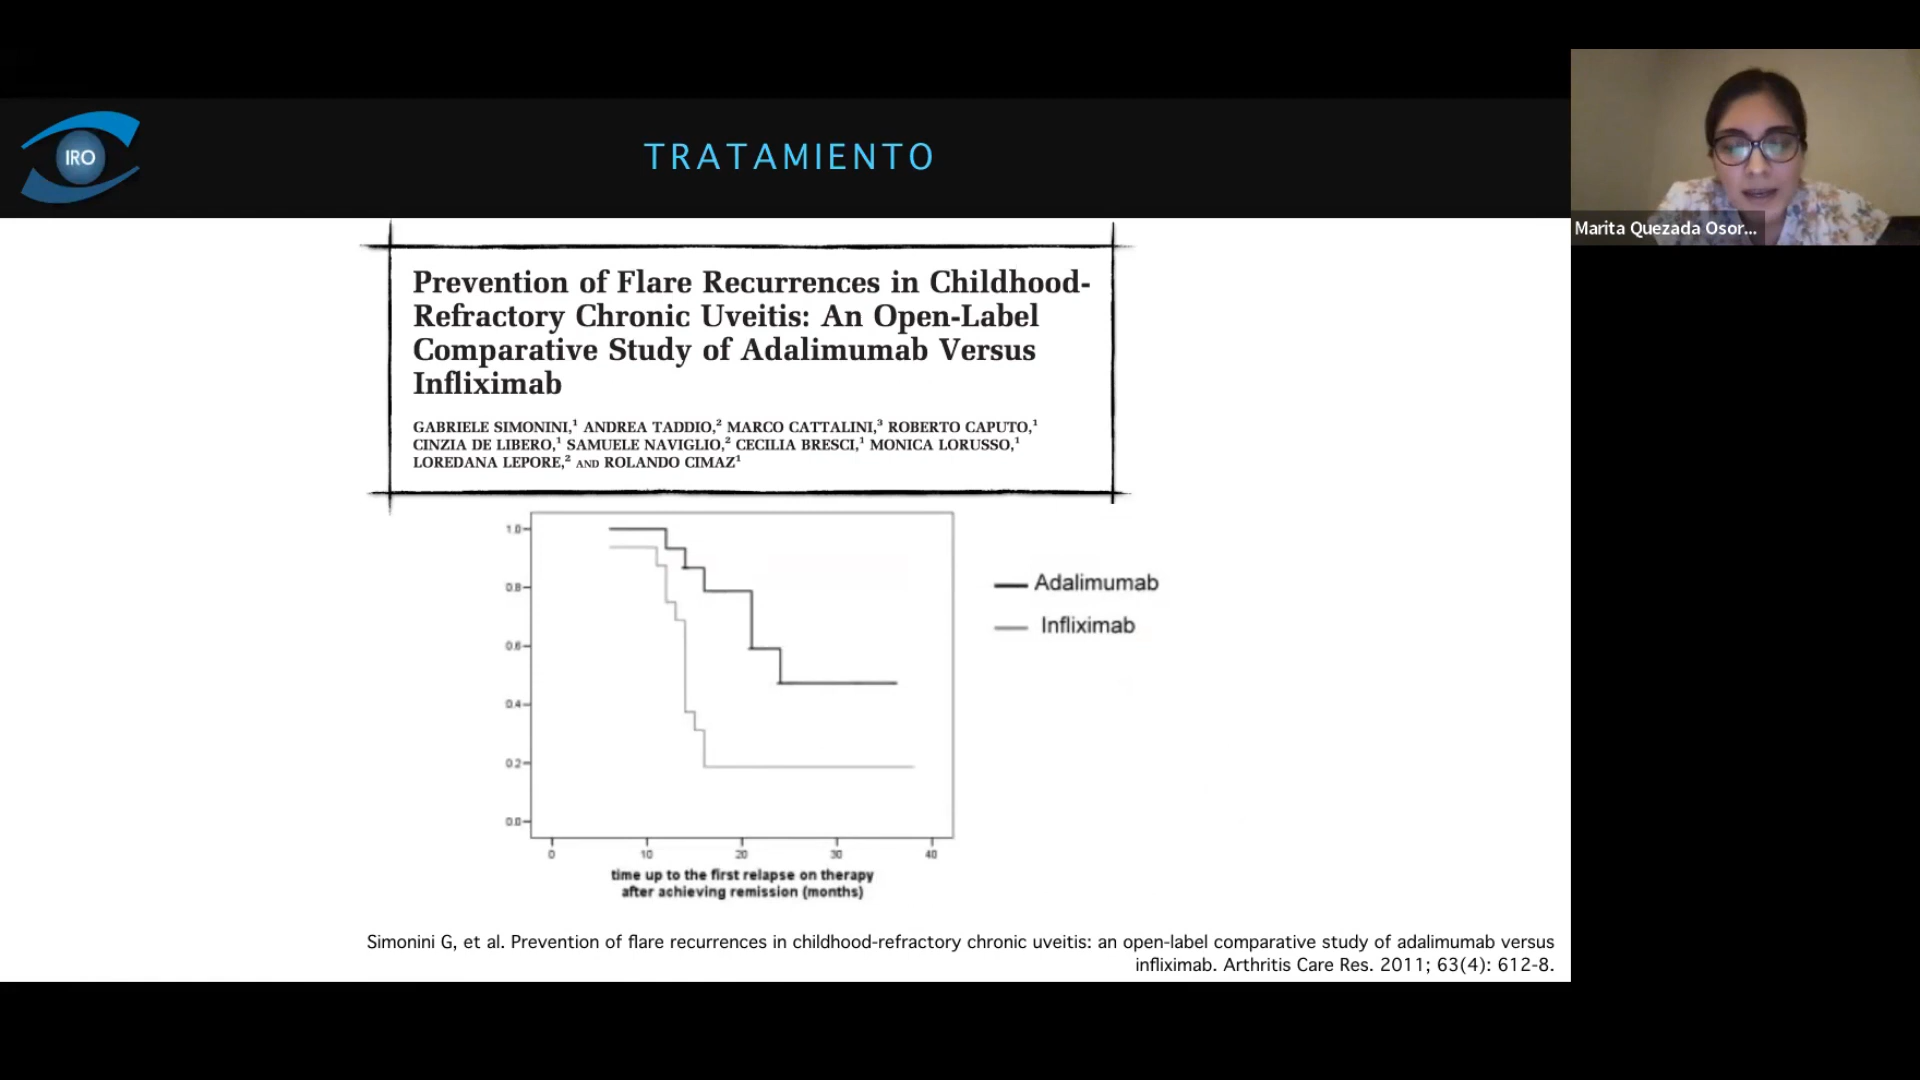 IRO
TRATAMIENTO
Marita Quezada Osor...
Prevention of Flare Recurrences in Childhood-
Refractory Chronic Uveitis: An Open-Label
Comparative Study of Adalimumab Versus
Infliximab
GABRIELE SIMONINI,¹ ANDREA TADDIO,² MARCO CATTALINI,³ ROBERTO CAPUTO,¹
CINZIA DE LIBERO,¹ SAMUELE NAVIGLIO,² CECILIA BRESCI,¹ MONICA LORUSSO,¹
LOREDANA LEPORE,² AND ROLANDO CIMAZ¹
1.0
0.8
0.6
0.4
0.2
0.0
0 10 20 30 40
time up to the first relapse on therapy
after achieving remission (months)
Adalimumab
Infliximab
Simonini G, et al. Prevention of flare recurrences in childhood-refractory chronic uveitis: an open-label comparative study of adalimumab versus
infliximab. Arthritis Care Res. 2011; 63(4): 612-8.